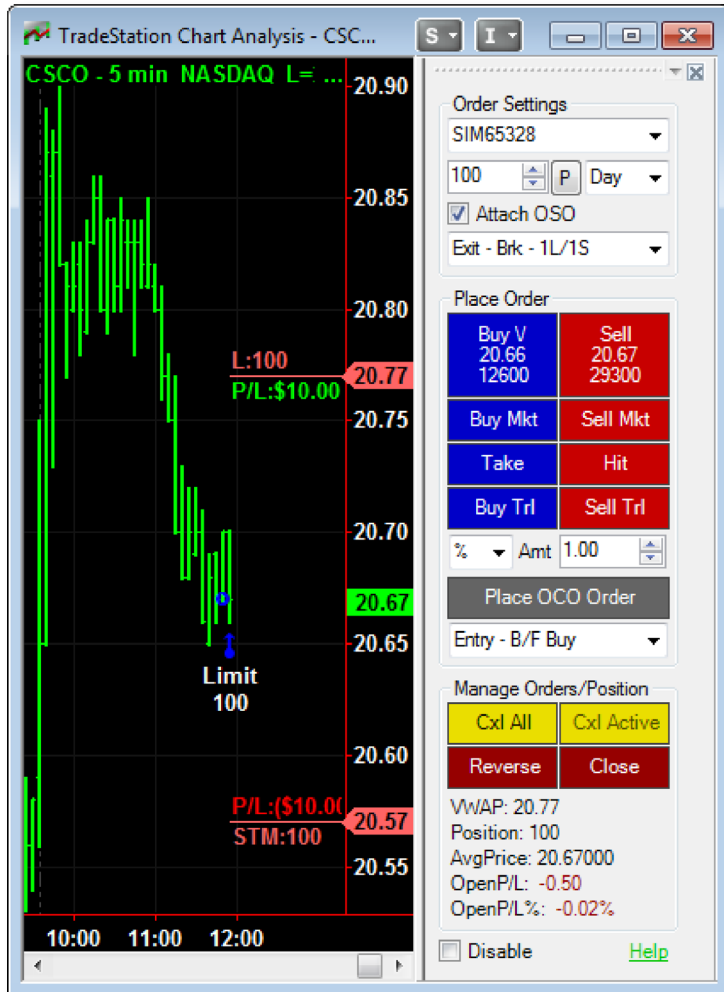 TradeStation Chart Analysis - CSC...
S
I
CSCO - 5 min NASDAQ L= ...
20.90
20.85
20.80
L:100
20.77
P/L:$10.00
20.75
20.70
20.67
20.65
Limit
100
20.60
P/L:($10.00
20.57
STM:100
20.55
10:00 11:00 12:00
Order Settings
SIM65328
100 P Day
Attach OSO
Exit - Brk - 1L/1S
Place Order
Buy V Sell
20.66 20.67
12600 29300
Buy Mkt Sell Mkt
Take Hit
Buy Trl Sell Trl
% Amt 1.00
Place OCO Order
Entry - B/F Buy
Manage Orders/Position
Cxl All Cxl Active
Reverse Close
VWAP: 20.77
Position: 100
AvgPrice: 20.67000
OpenP/L: -0.50
OpenP/L%: -0.02%
Disable Help